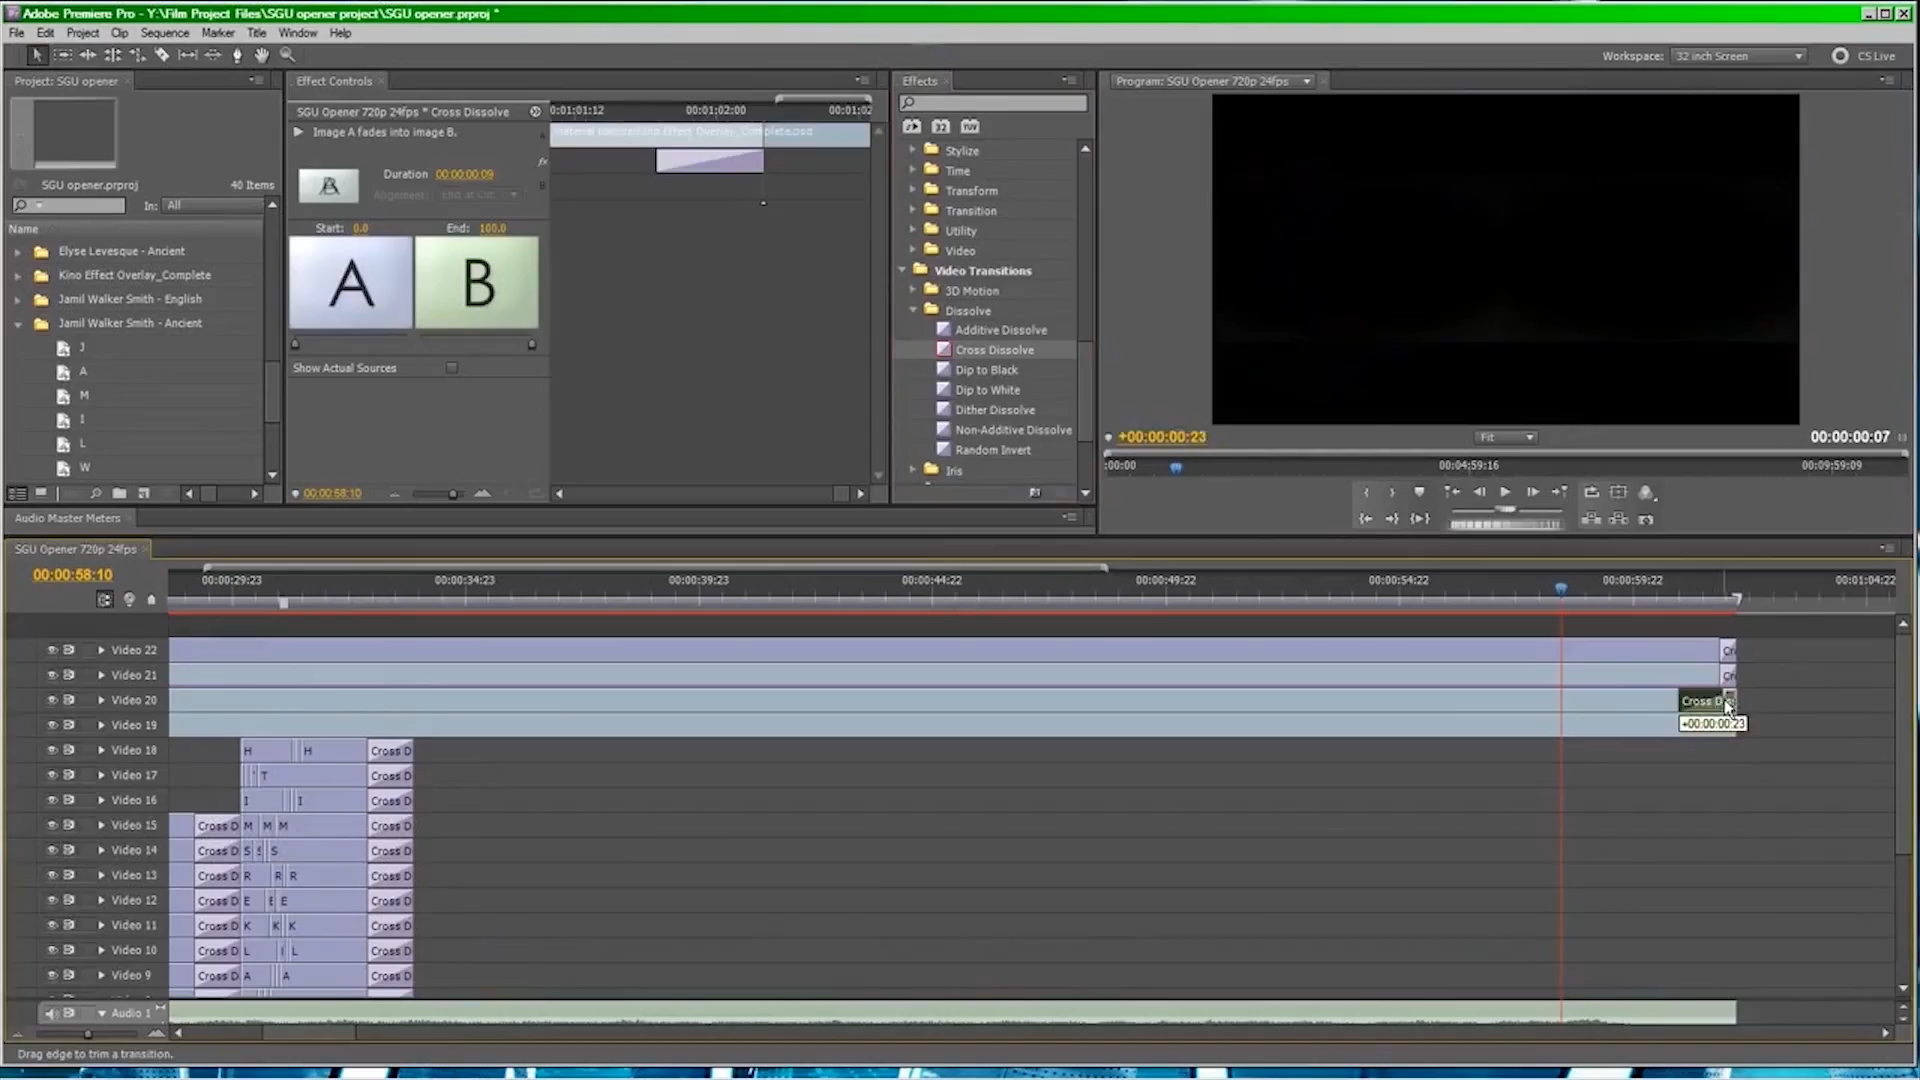 Adobe Premiere Pro - Y:\Film Project Files\SGU opener project\SGU opener.prproj *
File Edit Project Clip Sequence Marker Title Window Help
Workspace: 32 inch Screen CS Live
Project: SGU opener
SGU opener.prproj 40 Items
In: All
Name
Elyse Levesque - Ancient
Kino Effect Overlay_Complete
Jamil Walker Smith - English
Jamil Walker Smith - Ancient
J
A
M
I
L
W
Effect Controls
SGU Opener 720p 24fps * Cross Dissolve
Image A fades into image B.
Duration 00:00:00:09
Alignment: End at Cut
Start: 0.0 End: 100.0
A B
Show Actual Sources
00:00:58:10
0:01:01:12 00:01:02:00 00:01:02
Effects
Stylize
Time
Transform
Transition
Utility
Video
Video Transitions
3D Motion
Dissolve
Additive Dissolve
Cross Dissolve
Dip to Black
Dip to White
Dither Dissolve
Non-Additive Dissolve
Random Invert
Iris
Program: SGU Opener 720p 24fps
+00:00:00:23 Fit 00:00:00:07
:00:00 00:04:59:16 00:09:59:09
Audio Master Meters
SGU Opener 720p 24fps
00:00:58:10
00:00:29:23 00:00:34:23 00:00:39:23 00:00:44:22 00:00:49:22 00:00:54:22 00:00:59:22 00:01:04:22
Video 22 Cr
Video 21 Cr
Video 20 Cross D
+00:00:00:23
Video 19
Video 18 H H Cross D
Video 17 T Cross D
Video 16 I I Cross D
Video 15 Cross D M M M Cross D
Video 14 Cross D S S S Cross D
Video 13 Cross D R R R Cross D
Video 12 Cross D E E E Cross D
Video 11 Cross D K K K Cross D
Video 10 Cross D L L Cross D
Video 9 Cross D A A Cross D
Audio 1
Drag edge to trim a transition.